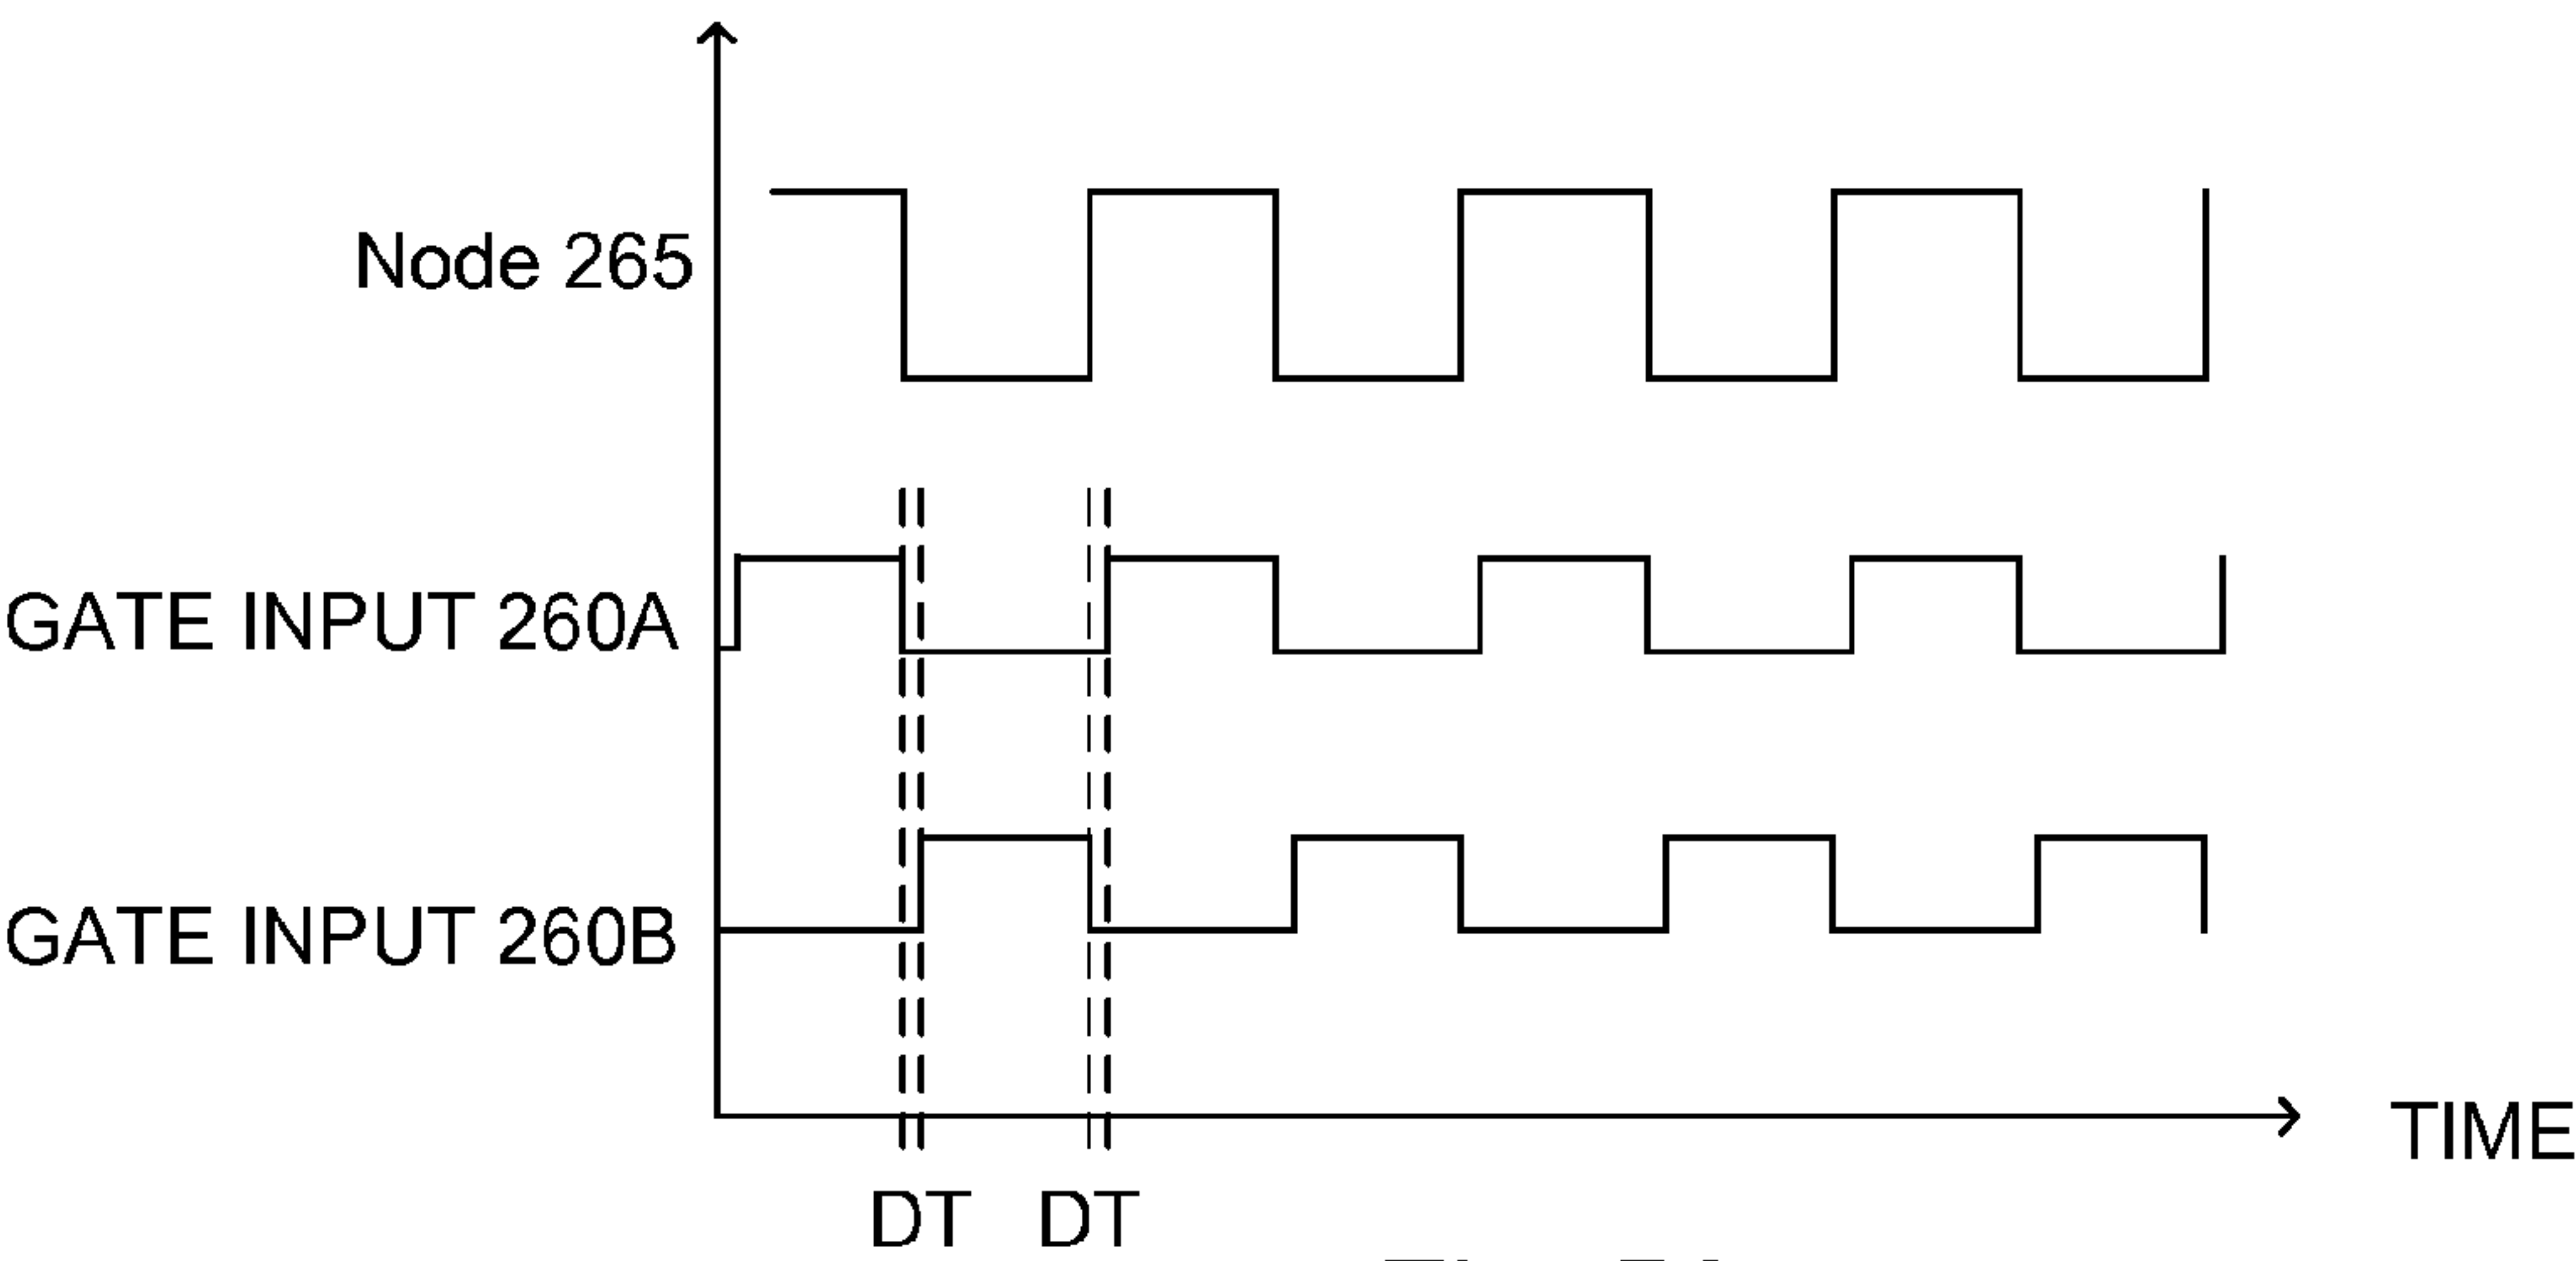 Node 265
GATE INPUT 260A
GATE INPUT 260B
TIME
DT DT